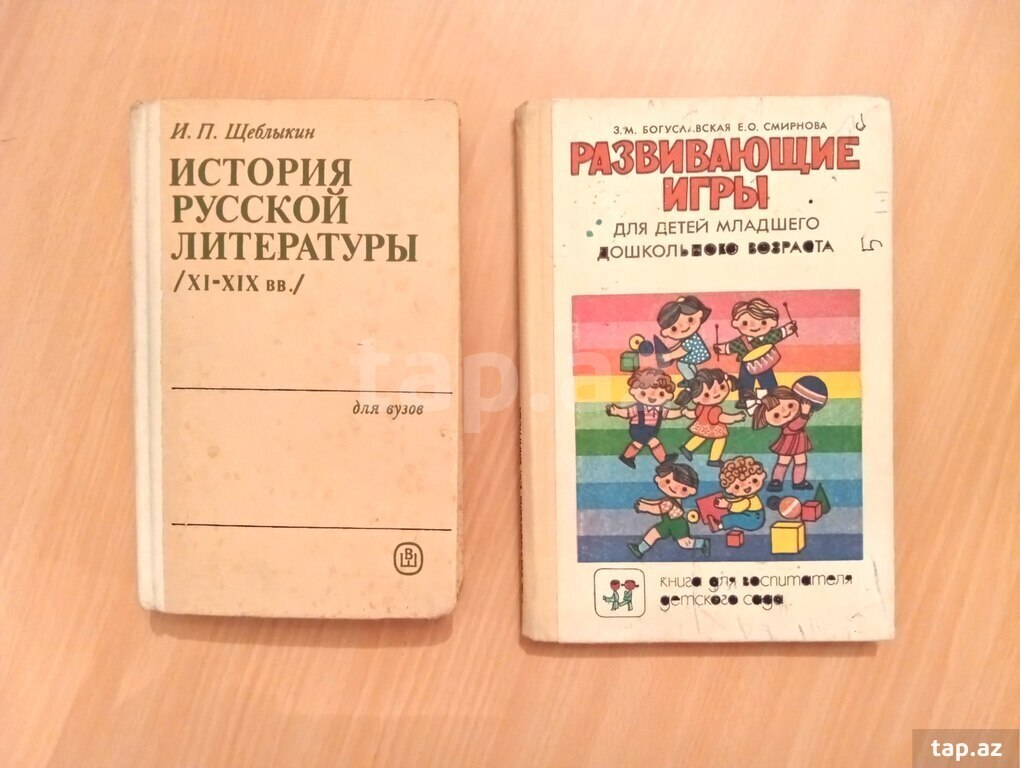 И. П. Щеблыкин
ИСТОРИЯ
РУССКОЙ
ЛИТЕРАТУРЫ
/XI-XIX вв./
для вузов
ВШ
З.М. БОГУСЛАВСКАЯ Е.О. СМИРНОВА
РАЗВИВАЮЩИЕ
ИГРЫ
ДЛЯ ДЕТЕЙ МЛАДШЕГО
ДОШКОЛЬНОГО ВОЗРАСТА
книга для воспитателя
детского сада
tap.az
tap.az